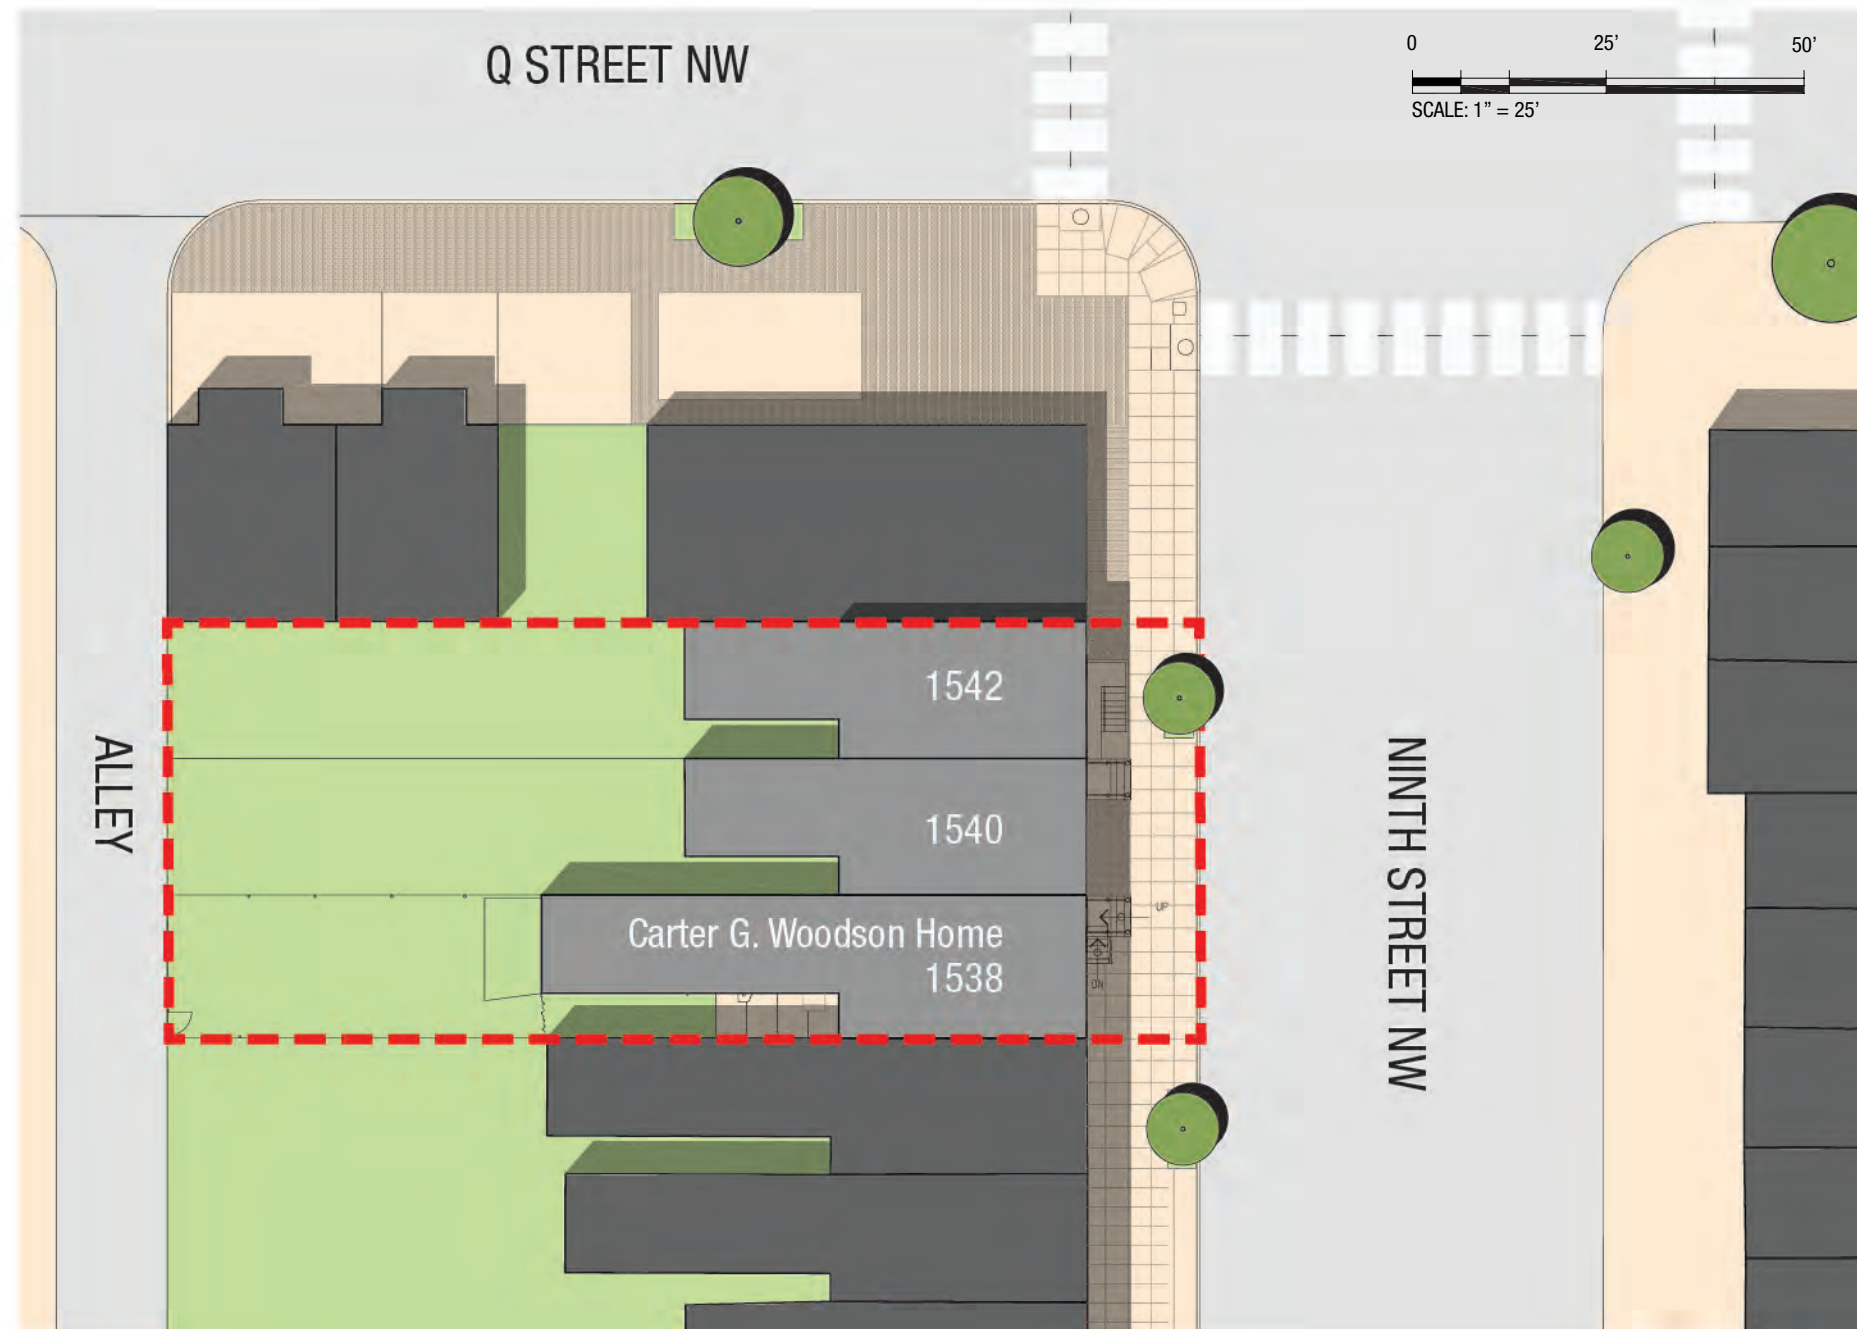 Q STREET NW
0 25’ 50’
SCALE: 1” = 25’
1542
1540
ALLEY
NINTH STREET NW
Carter G. Woodson Home
1538
UP
DN